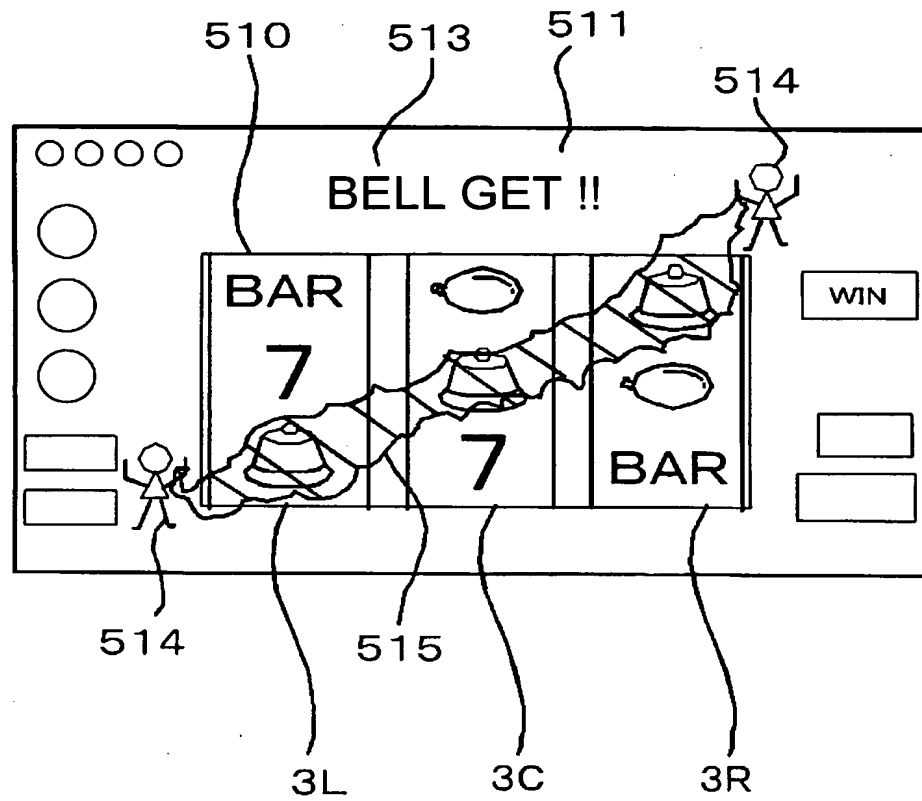 510 513 511 514
BELL GET !!
BAR
WIN
7
7 BAR
514 515
3L 3C 3R